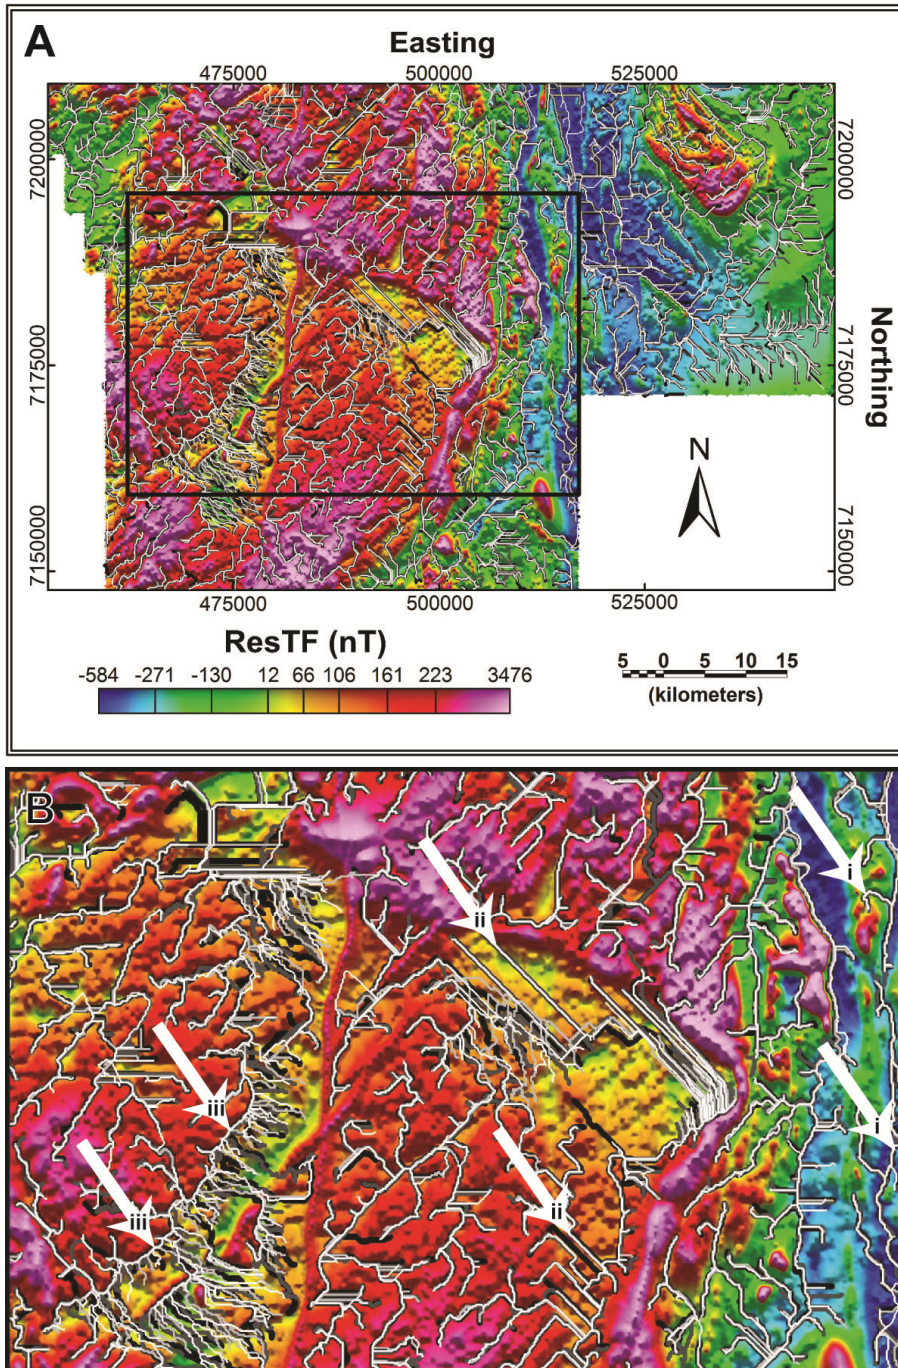 A
Easting
475000 500000 525000
7200000 7200000
7175000 7175000
Northing
N
7150000 7150000
475000 500000 525000
ResTF (nT)
-584 -271 -130 12 66 106 161 223 3476
5 0 5 10 15
(kilometers)
B
i
ii
iii
i
ii
iii